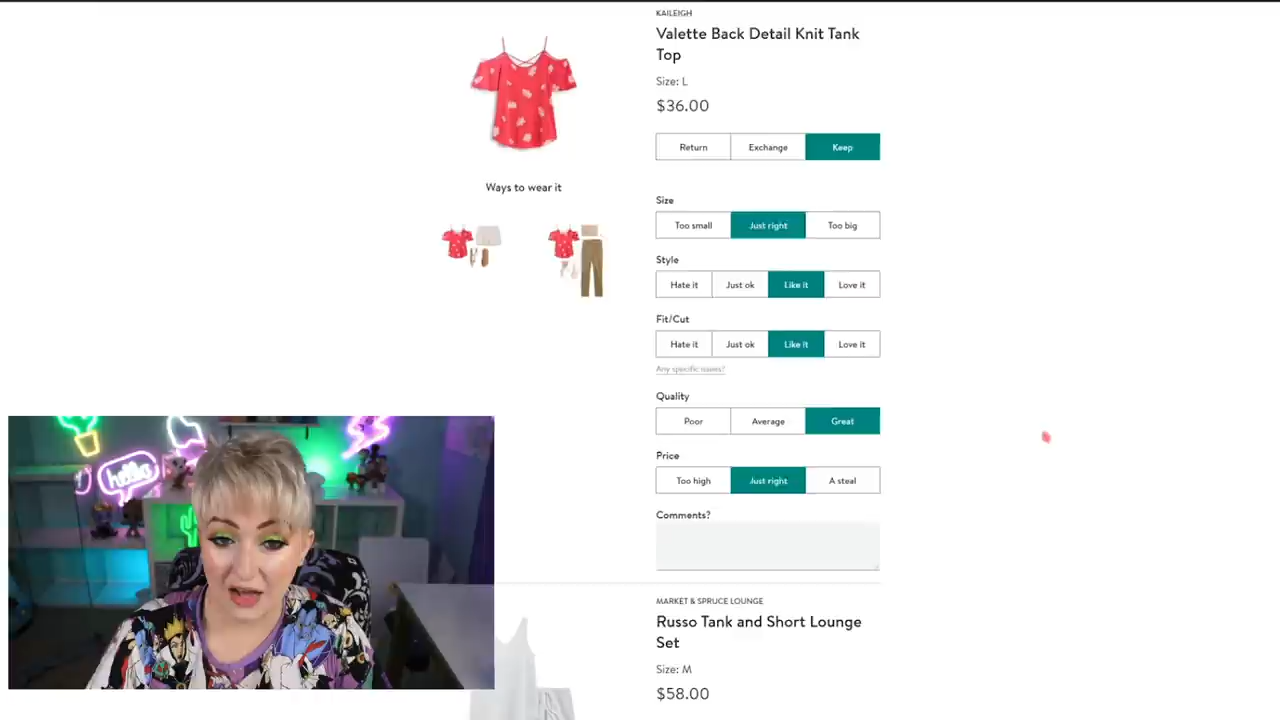 KAILEIGH
Valette Back Detail Knit Tank
Top
Size: L
$36.00
Return Exchange Keep
Ways to wear it
Size
Too small Just right Too big
Style
Hate it Just ok Like it Love it
Fit/Cut
Hate it Just ok Like it Love it
Any specific issues?
Quality
Poor Average Great
Price
Too high Just right A steal
Comments?
hello
MARKET & SPRUCE LOUNGE
Russo Tank and Short Lounge
Set
Size: M
$58.00